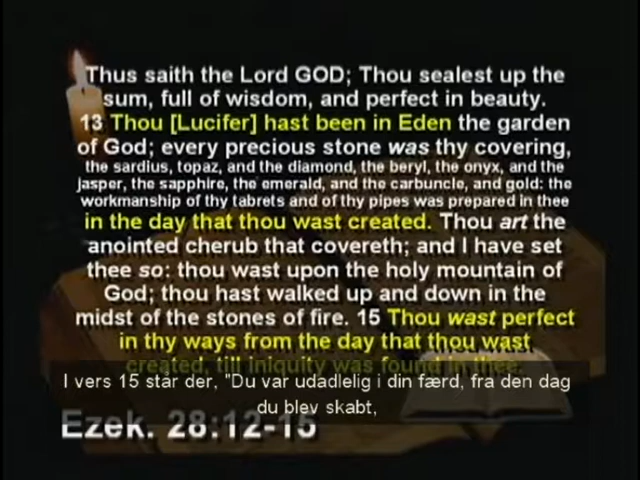 Thus saith the Lord GOD; Thou sealest up the
sum, full of wisdom, and perfect in beauty.
13 Thou [Lucifer] hast been in Eden the garden
of God; every precious stone was thy covering,
the sardius, topaz, and the diamond, the beryl, the onyx, and the
jasper, the sapphire, the emerald, and the carbuncle, and gold: the
workmanship of thy tabrets and of thy pipes was prepared in thee
in the day that thou wast created. Thou art the
anointed cherub that covereth; and I have set
thee so: thou wast upon the holy mountain of
God; thou hast walked up and down in the
midst of the stones of fire. 15 Thou wast perfect
in thy ways from the day that thou wast
created, till iniquity was found in thee.
I vers 15 står der, "Du var udadlelig i din færd, fra den dag
du blev skabt,
Ezek. 28:12-15